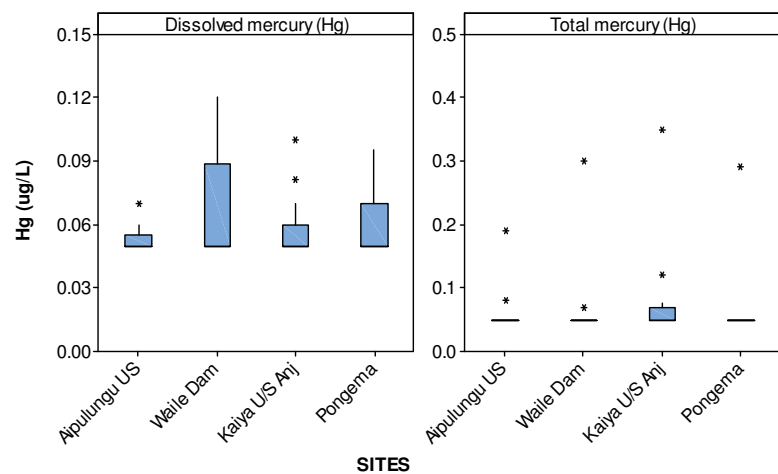 Dissolved mercury (Hg)
Total mercury (Hg)
Hg (ug/L)
0.15
0.12
0.09
0.06
0.03
0.00
0.5
0.4
0.3
0.2
0.1
0.0
Aipulungu US
Waile Dam
Kaiya U/S Anj
Pongema
Aipulungu US
Waile Dam
Kaiya U/S Anj
Pongema
SITES